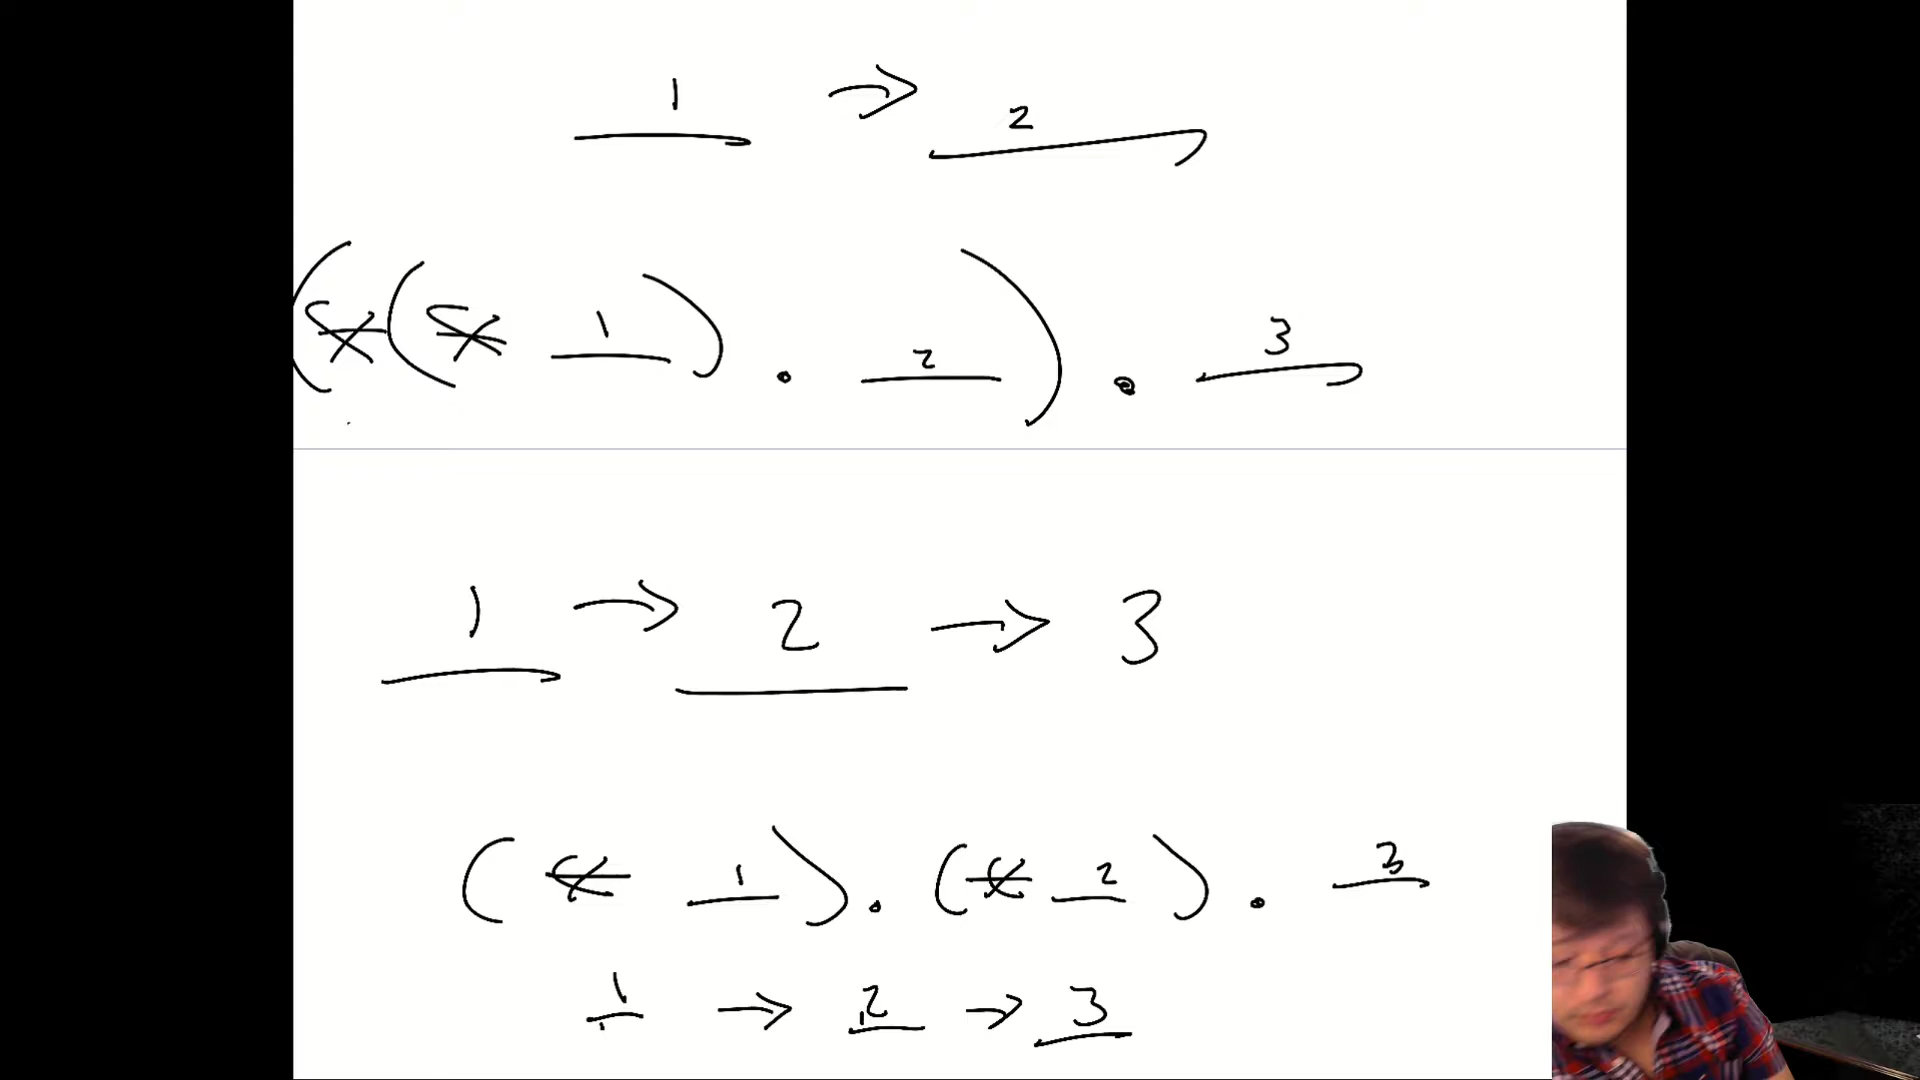 1 → 2
( ( 1 ) . 2 ) . 3
1 → 2 → 3
( 1 ) . ( 2 ) . 3
1 → 2 → 3